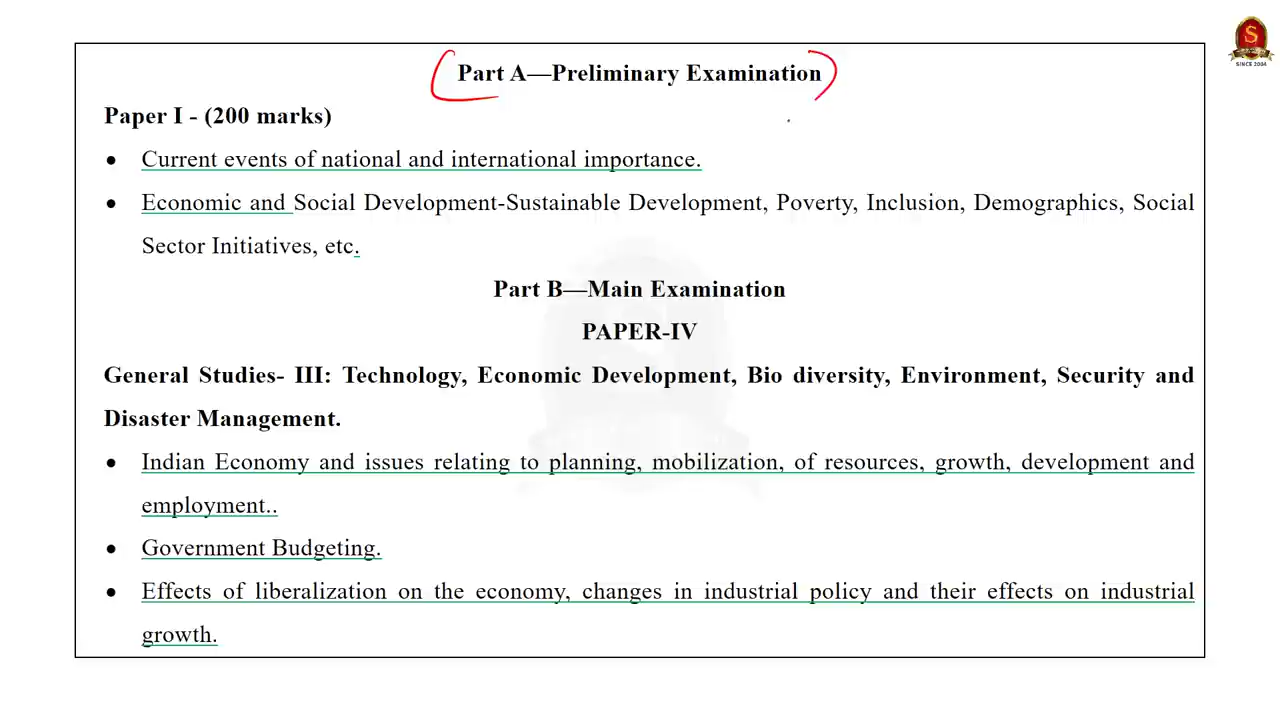 S
SINCE 2004
Part A—Preliminary Examination
Paper I - (200 marks)
• Current events of national and international importance.
• Economic and Social Development-Sustainable Development, Poverty, Inclusion, Demographics, Social
Sector Initiatives, etc.
Part B—Main Examination
PAPER-IV
General Studies- III: Technology, Economic Development, Bio diversity, Environment, Security and
Disaster Management.
• Indian Economy and issues relating to planning, mobilization, of resources, growth, development and
employment..
• Government Budgeting.
• Effects of liberalization on the economy, changes in industrial policy and their effects on industrial
growth.